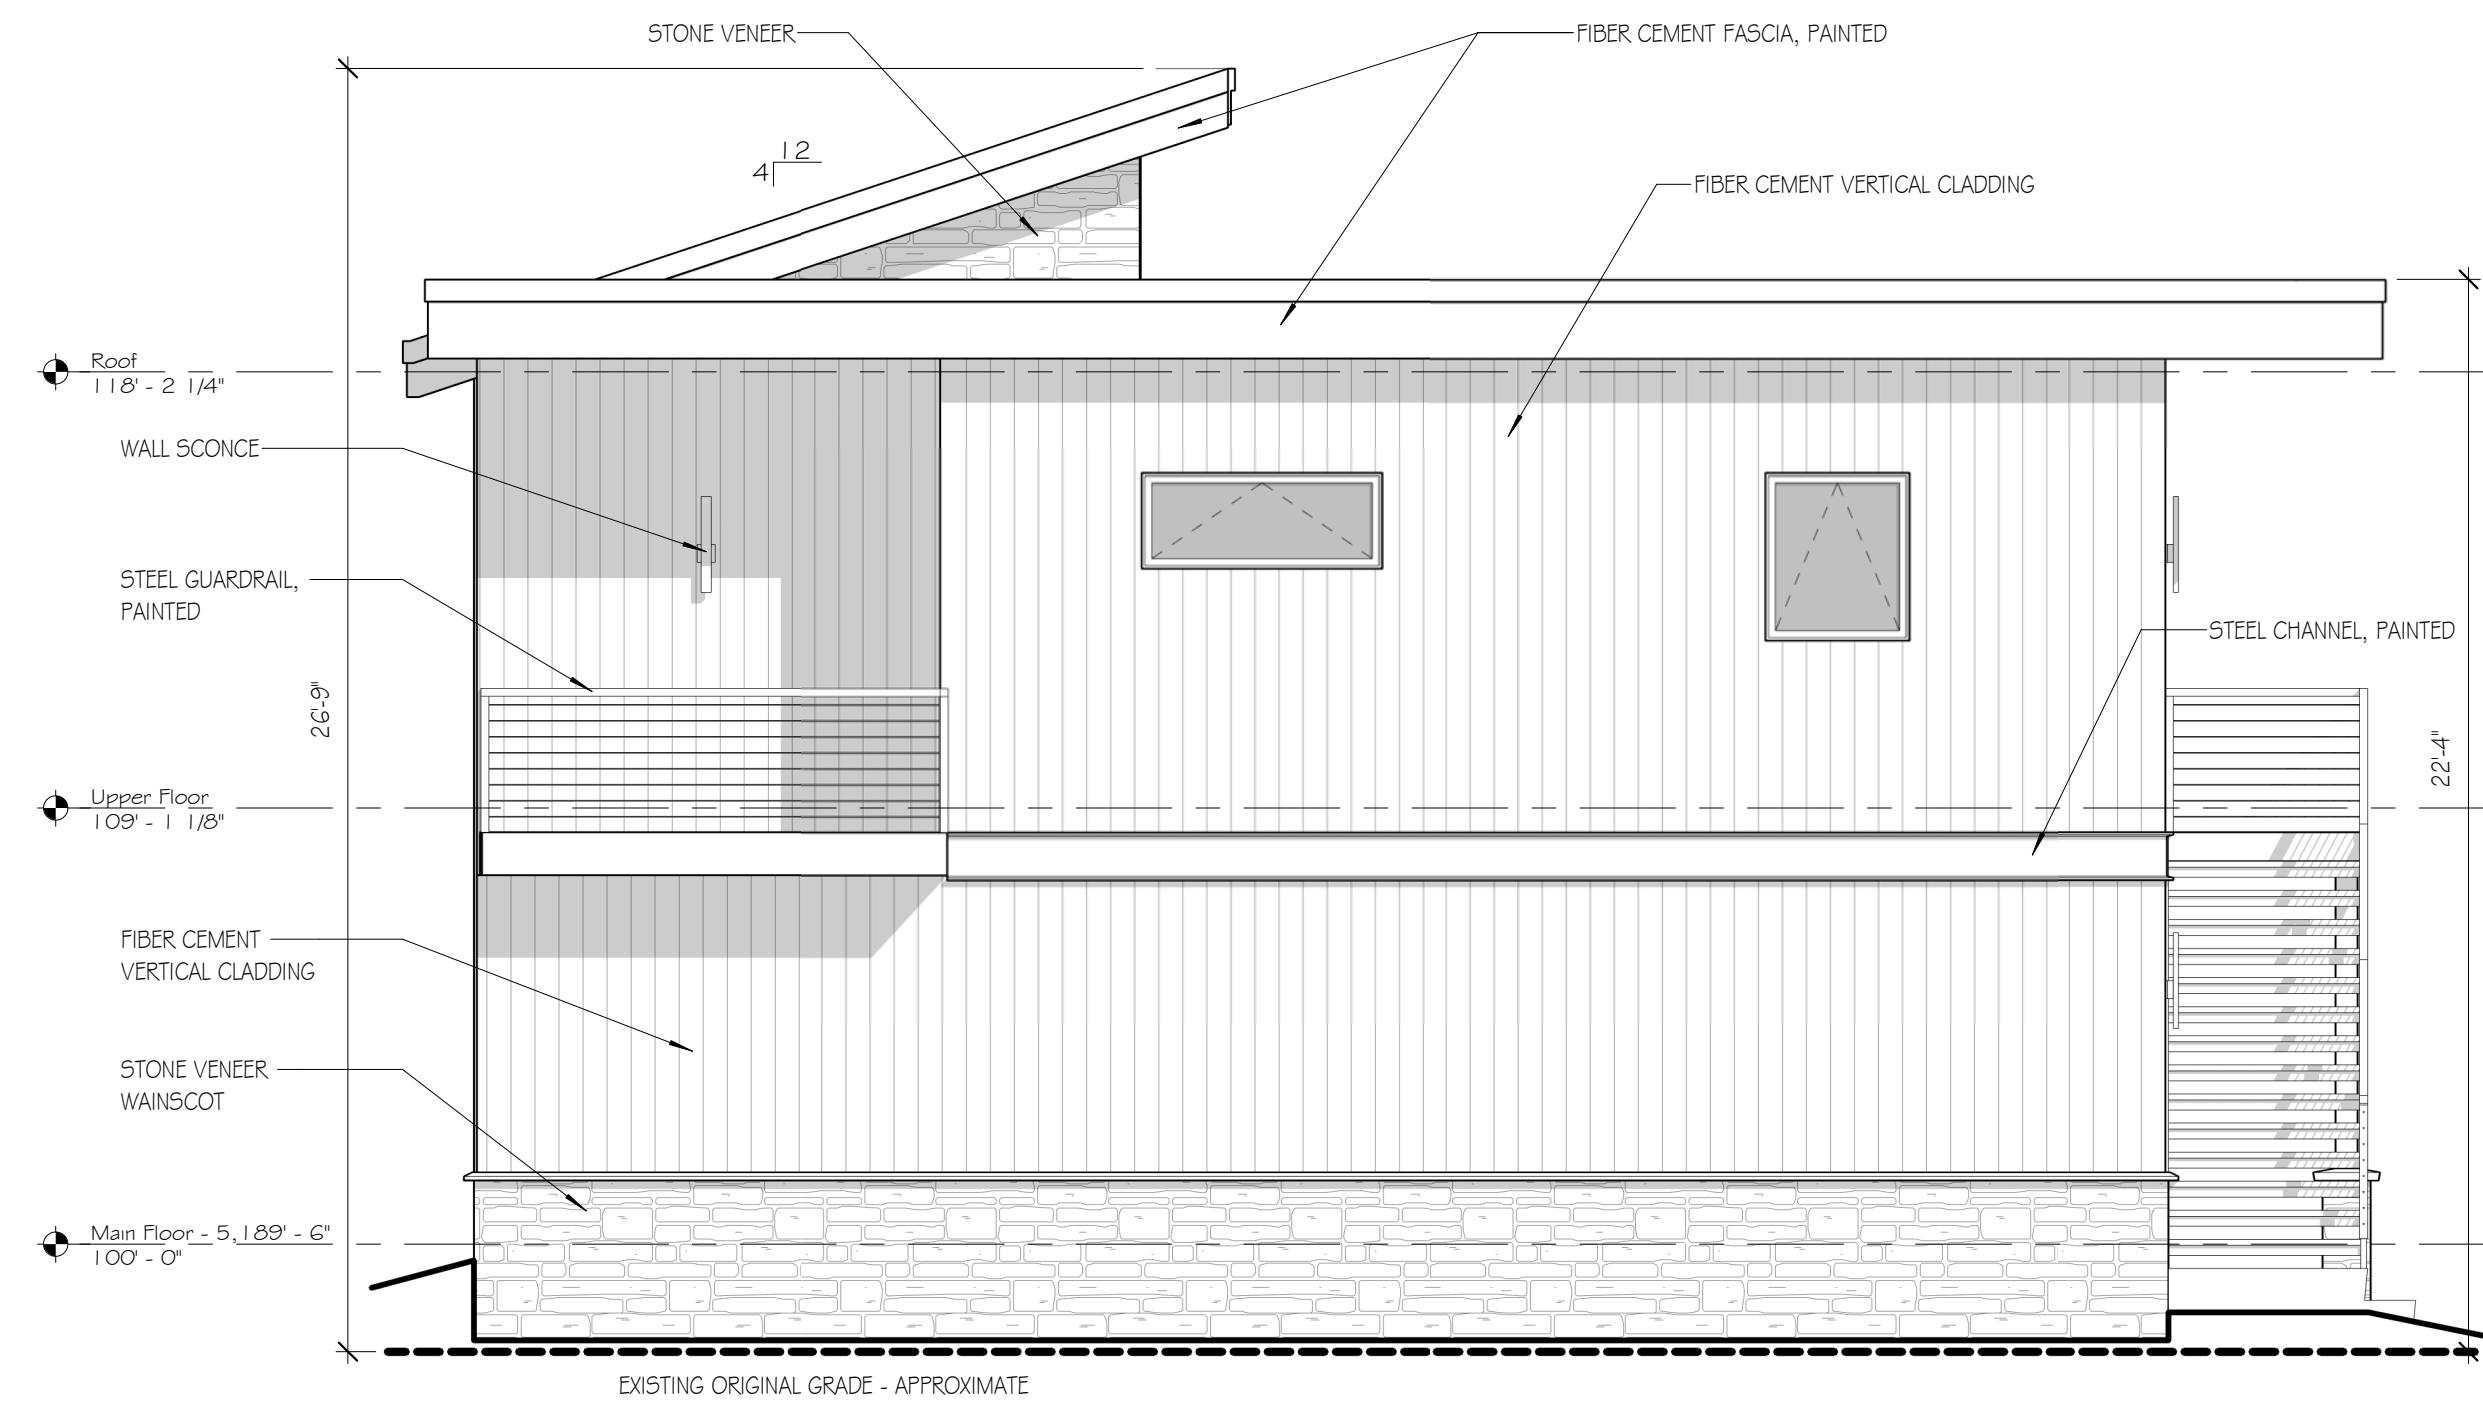 STONE VENEER
FIBER CEMENT FASCIA, PAINTED
12
4
FIBER CEMENT VERTICAL CLADDING
Roof
118' - 2 1/4"
WALL SCONCE
STEEL GUARDRAIL,
PAINTED
STEEL CHANNEL, PAINTED
26'-9"
22'-4"
Upper Floor
109' - 1 1/8"
FIBER CEMENT
VERTICAL CLADDING
STONE VENEER
WAINSCOT
Main Floor - 5,189' - 6"
100' - 0"
EXISTING ORIGINAL GRADE - APPROXIMATE